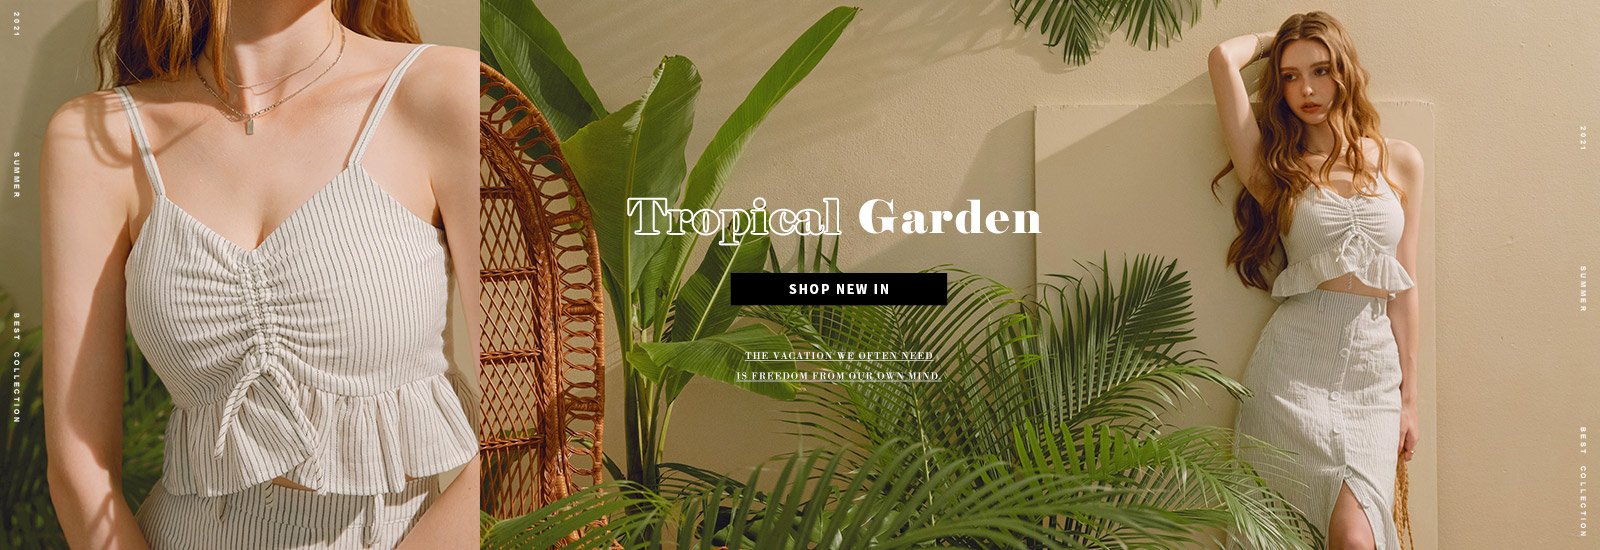 2021
SUMMER
BEST COLLECTION
Tropical Garden
SHOP NEW IN
THE VACATION WE OFTEN NEED
IS FREEDOM FROM OUR OWN MIND.
2021
SUMMER
BEST COLLECTION